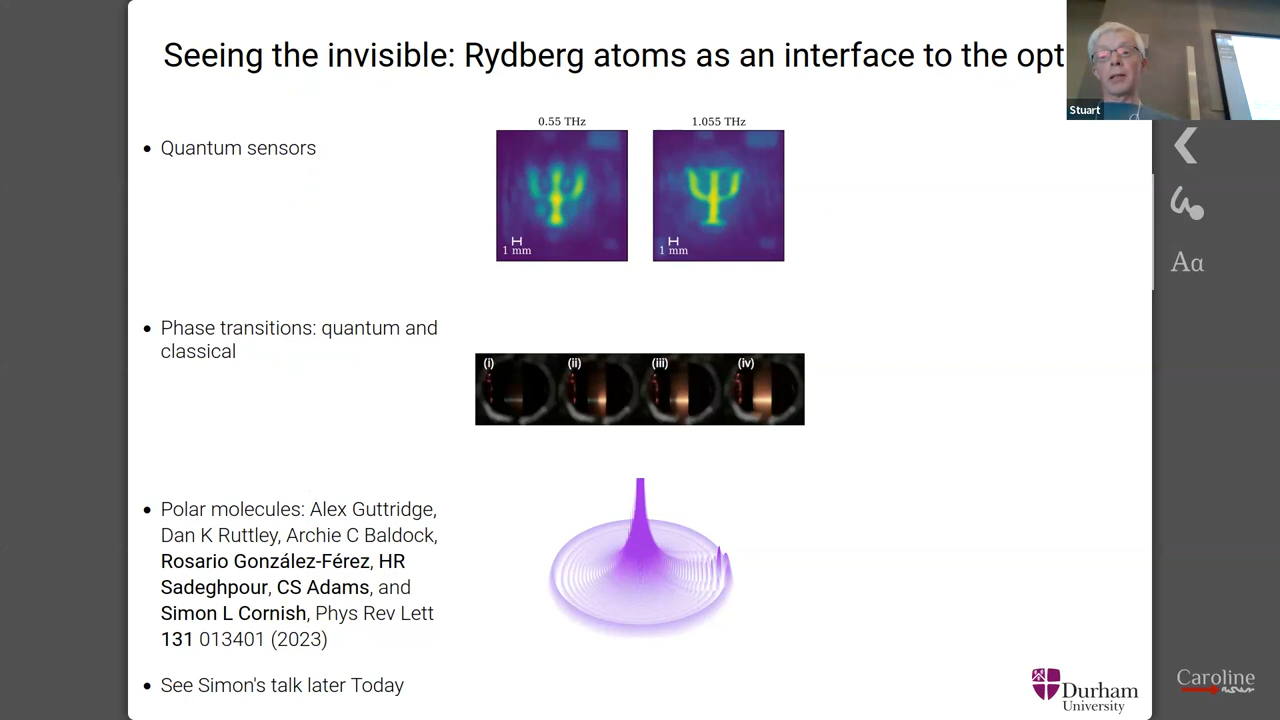 Seeing the invisible: Rydberg atoms as an interface to the opt
Stuart
• Quantum sensors
0.55 THz
1.055 THz
1 mm
1 mm
• Phase transitions: quantum and
classical
(i) (ii) (iii) (iv)
• Polar molecules: Alex Guttridge,
Dan K Ruttley, Archie C Baldock,
Rosario González-Férez, HR
Sadeghpour, CS Adams, and
Simon L Cornish, Phys Rev Lett
131 013401 (2023)
• See Simon's talk later Today
Durham
University
Aα
Caroline